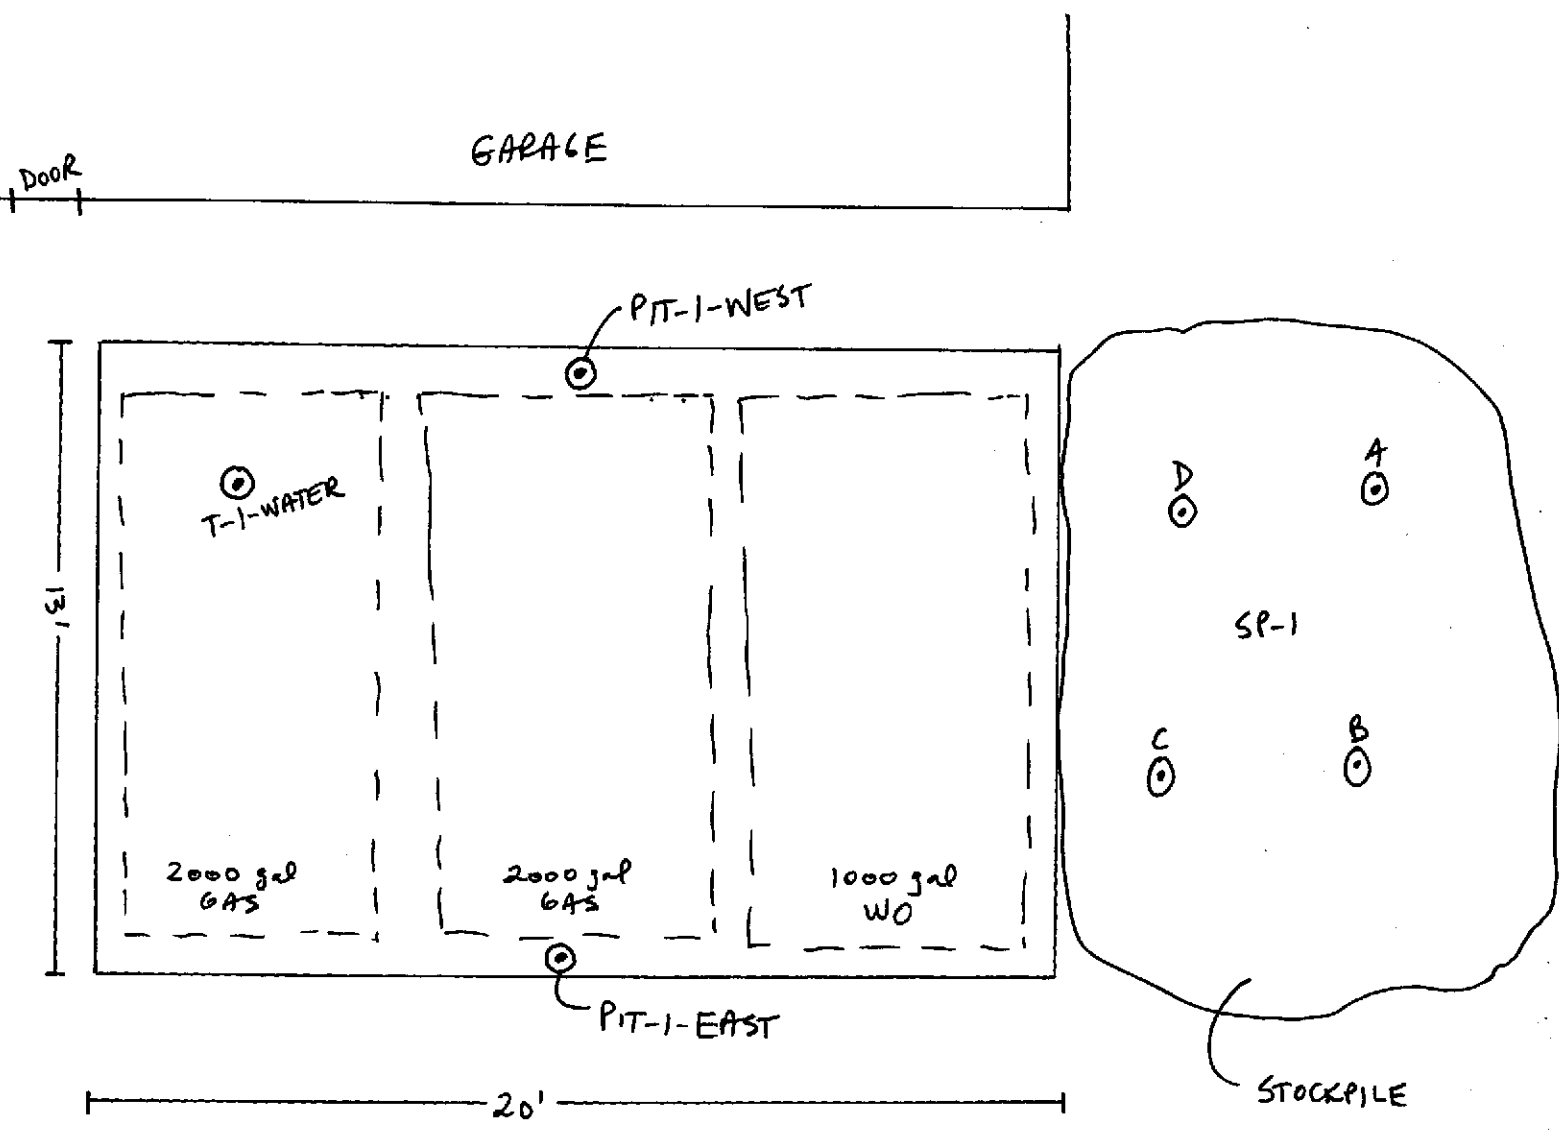 GARAGE
DOOR
PIT-1-WEST
T-1-WATER
13'
D
A
SP-1
C
B
2000 gal
GAS
2000 gal
GAS
1000 gal
WO
PIT-1-EAST
STOCKPILE
20'